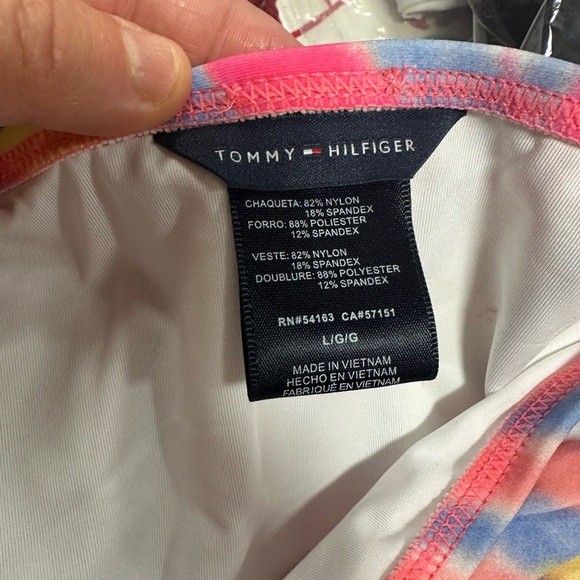 TOMMY HILFIGER
CHAQUETA: 82% NYLON
18% SPANDEX
FORRO: 88% POLIESTER
12% SPANDEX
VESTE: 82% NYLON
18% SPANDEX
DOUBLURE: 88% POLYESTER
12% SPANDEX
RN#54163 CA#57151
L/G/G
MADE IN VIETNAM
HECHO EN VIETNAM
FABRIQUÉ EN VIETNAM